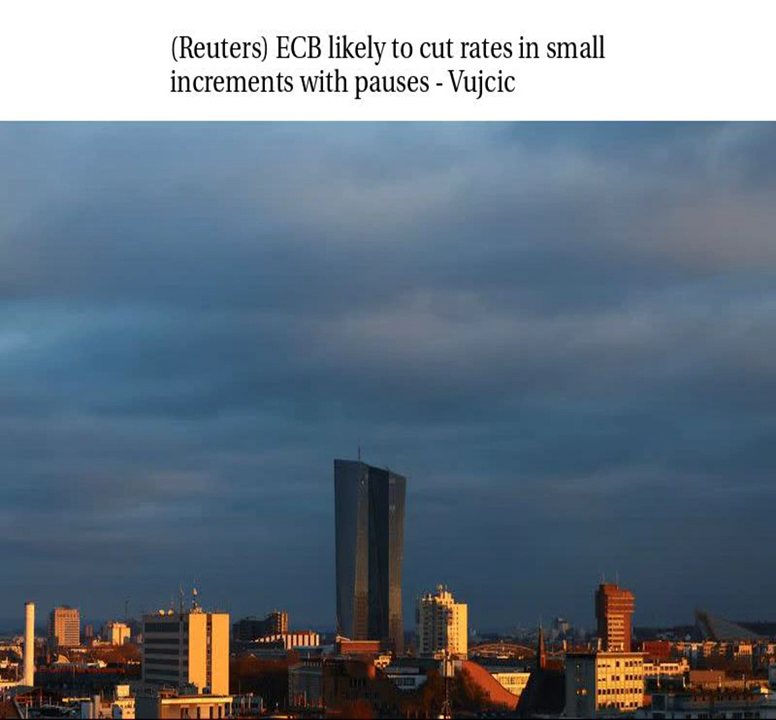 (Reuters) ECB likely to cut rates in small
increments with pauses - Vujcic